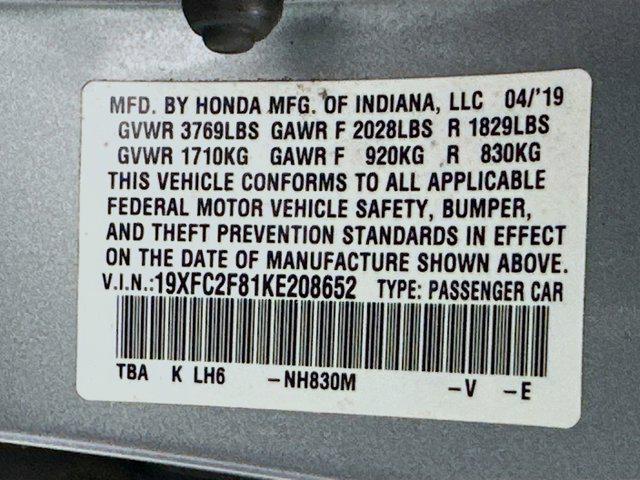 MFD. BY HONDA MFG. OF INDIANA, LLC 04/'19
GVWR 3769LBS GAWR F 2028LBS R 1829LBS
GVWR 1710KG GAWR F 920KG R 830KG
THIS VEHICLE CONFORMS TO ALL APPLICABLE
FEDERAL MOTOR VEHICLE SAFETY, BUMPER,
AND THEFT PREVENTION STANDARDS IN EFFECT
ON THE DATE OF MANUFACTURE SHOWN ABOVE.
V.I.N.:19XFC2F81KE208652 TYPE: PASSENGER CAR
TBA K LH6 -NH830M -V -E